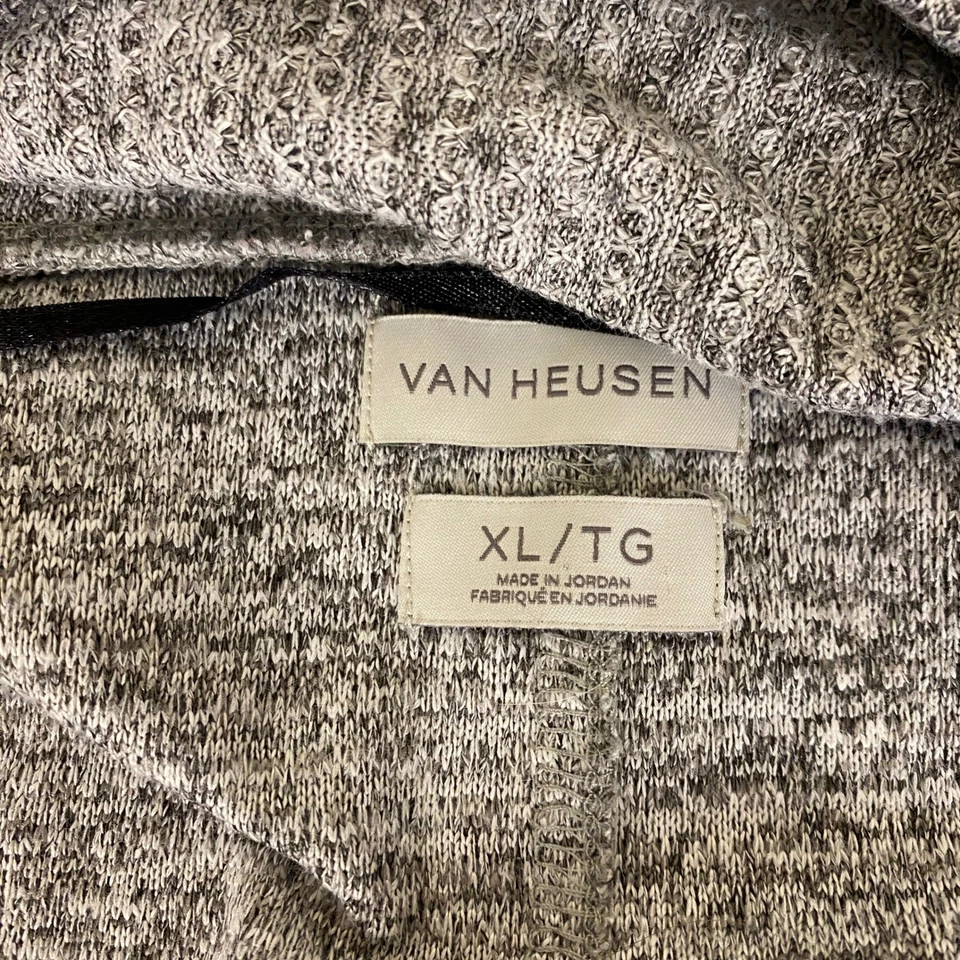 VAN HEUSEN
XL/TG
MADE IN JORDAN
FABRIQUÉ EN JORDANIE